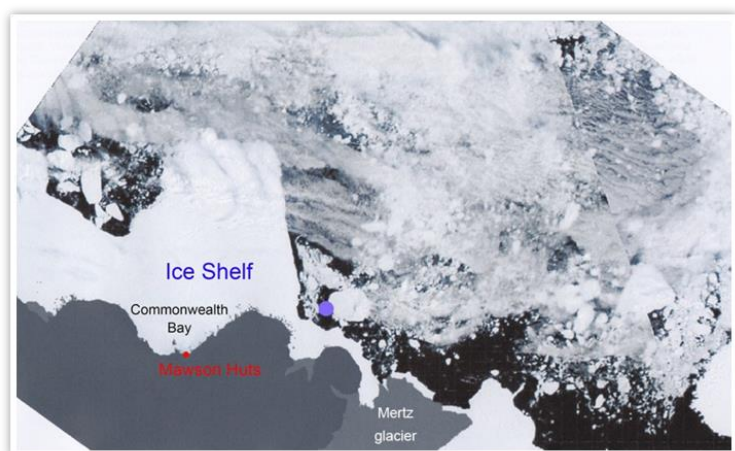 Ice Shelf
Commonwealth
Bay
Mawson Huts
Mertz
glacier